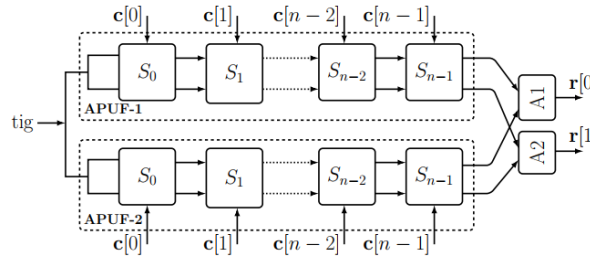 c[0] c[1] c[n − 2] c[n − 1]
S0 S1 Sn−2 Sn−1
APUF-1
A1 r[0
tig
A2 r[1
S0 S1 Sn−2 Sn−1
APUF-2
c[0] c[1] c[n − 2] c[n − 1]